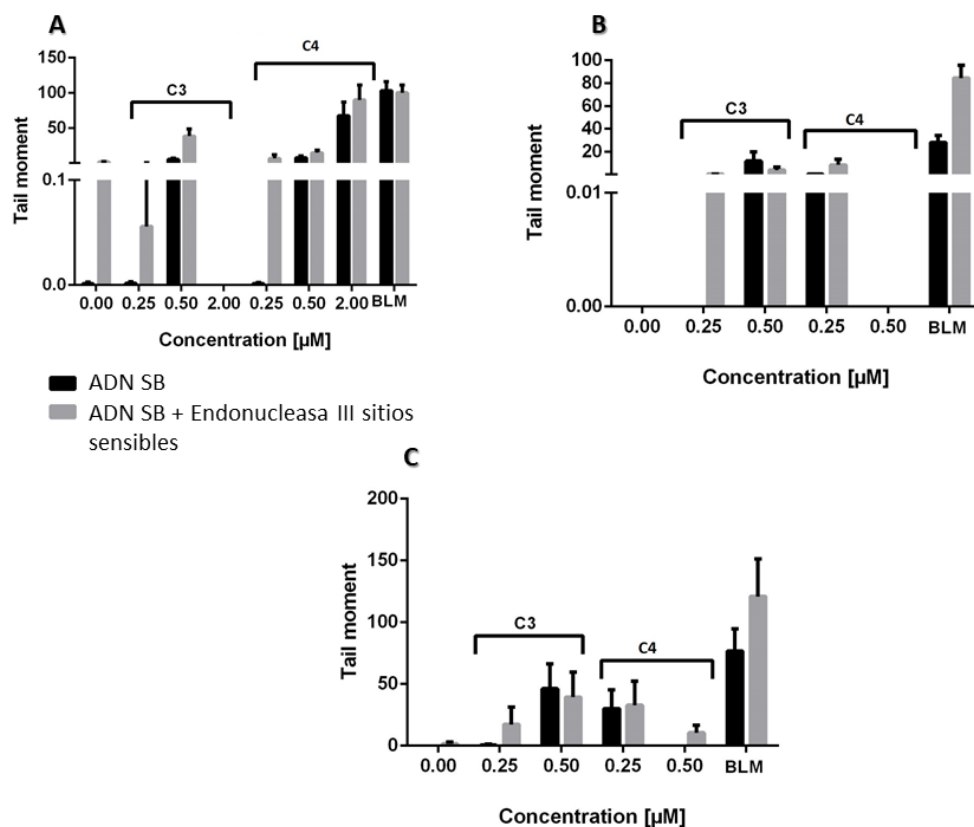 A
C3
C4
150
100
50
0.1
0.0
Tail moment
0.00 0.25 0.50 2.00 0.25 0.50 2.00 BLM
Concentration [µM]
ADN SB
ADN SB + Endonucleasa III sitios
sensibles
B
C3
C4
100
80
60
40
20
0.01
0.00
Tail moment
0.00 0.25 0.50 0.25 0.50 BLM
Concentration [µM]
C
C3
C4
200
150
100
50
0
Tail moment
0.00 0.25 0.50 0.25 0.50 BLM
Concentration [µM]